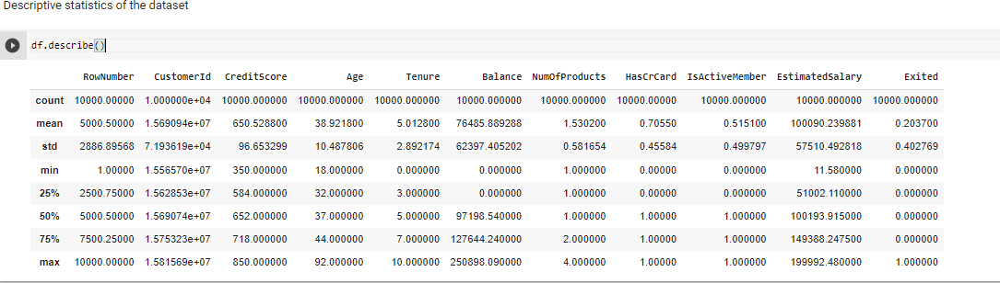 Descriptive statistics of the dataset
df.describe()
RowNumber CustomerId CreditScore Age Tenure Balance NumOfProducts HasCrCard IsActiveMember EstimatedSalary Exited
count 10000.00000 1.000000e+04 10000.000000 10000.000000 10000.000000 10000.000000 10000.000000 10000.00000 10000.000000 10000.000000 10000.000000
mean 5000.50000 1.569094e+07 650.528800 38.921800 5.012800 76485.889288 1.530200 0.70550 0.515100 100090.239881 0.203700
std 2886.89568 7.193619e+04 96.653299 10.487806 2.892174 62397.405202 0.581654 0.45584 0.499797 57510.492818 0.402769
min 1.00000 1.556570e+07 350.000000 18.000000 0.000000 0.000000 1.000000 0.00000 0.000000 11.580000 0.000000
25% 2500.75000 1.562853e+07 584.000000 32.000000 3.000000 0.000000 1.000000 0.00000 0.000000 51002.110000 0.000000
50% 5000.50000 1.569074e+07 652.000000 37.000000 5.000000 97198.540000 1.000000 1.00000 1.000000 100193.915000 0.000000
75% 7500.25000 1.575323e+07 718.000000 44.000000 7.000000 127644.240000 2.000000 1.00000 1.000000 149388.247500 0.000000
max 10000.00000 1.581569e+07 850.000000 92.000000 10.000000 250898.090000 4.000000 1.00000 1.000000 199992.480000 1.000000